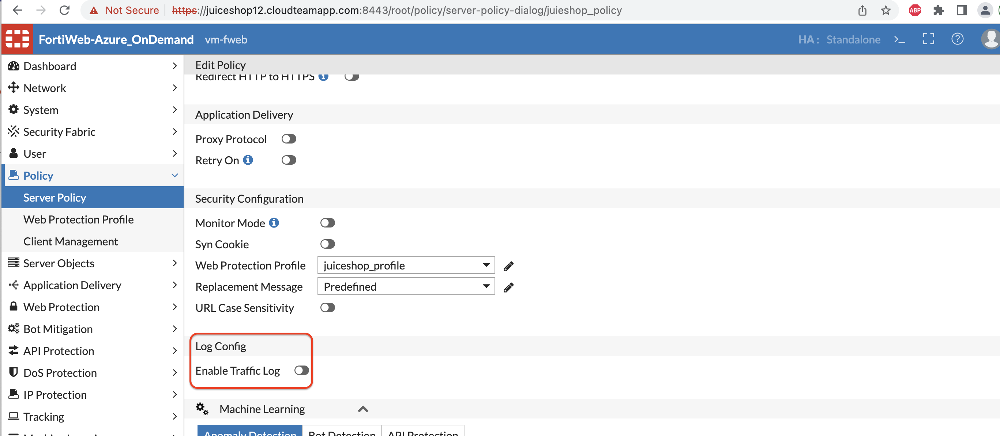 Not Secure https://juiceshop12.cloudteamapp.com:8443/root/policy/server-policy-dialog/juieshop_policy
ABP
FortiWeb-Azure_OnDemand vm-fweb HA: Standalone >_
Dashboard
Network
System
Security Fabric
User
Policy
Server Policy
Web Protection Profile
Client Management
Server Objects
Application Delivery
Web Protection
Bot Mitigation
API Protection
DoS Protection
IP Protection
Tracking
Edit Policy
Redirect HTTP to HTTPS
Application Delivery
Proxy Protocol
Retry On
Security Configuration
Monitor Mode
Syn Cookie
Web Protection Profile juiceshop_profile
Replacement Message Predefined
URL Case Sensitivity
Log Config
Enable Traffic Log
Machine Learning
Anomaly Detection Bot Detection API Protection